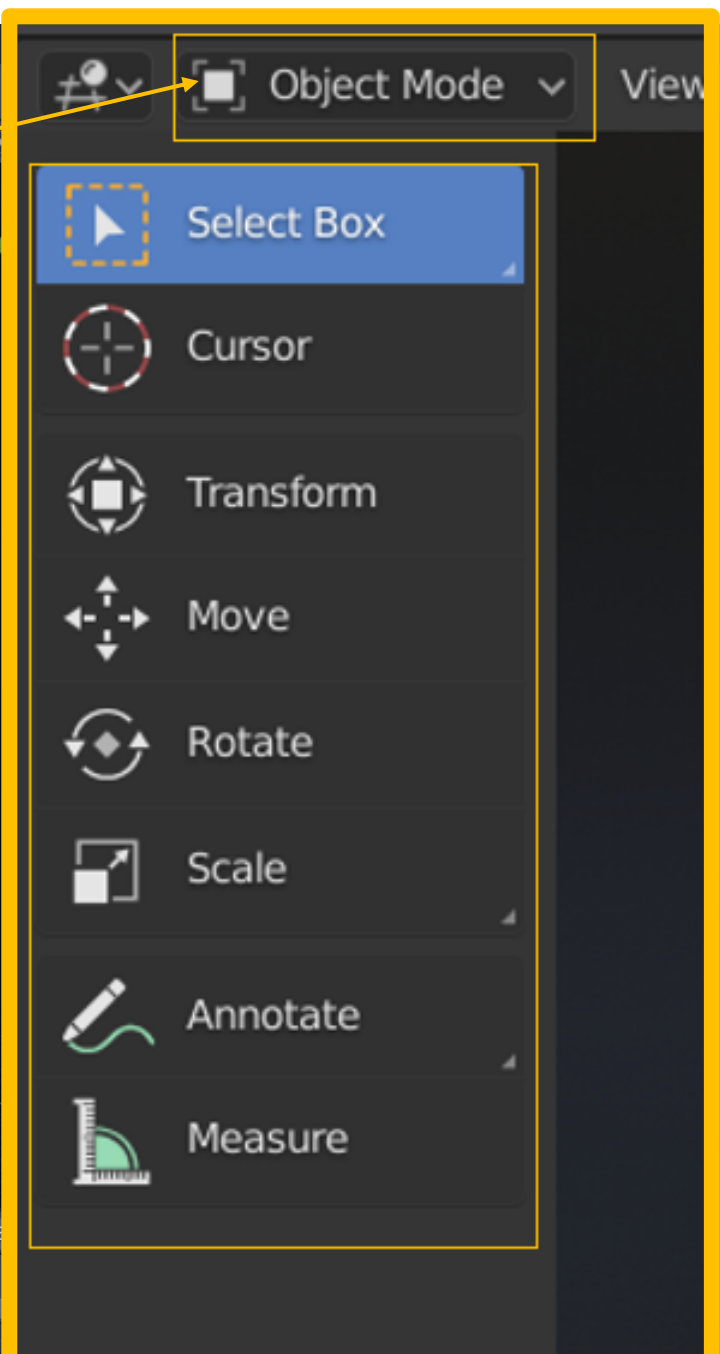 Object Mode
View
Select Box
Cursor
Transform
Move
Rotate
Scale
Annotate
Measure